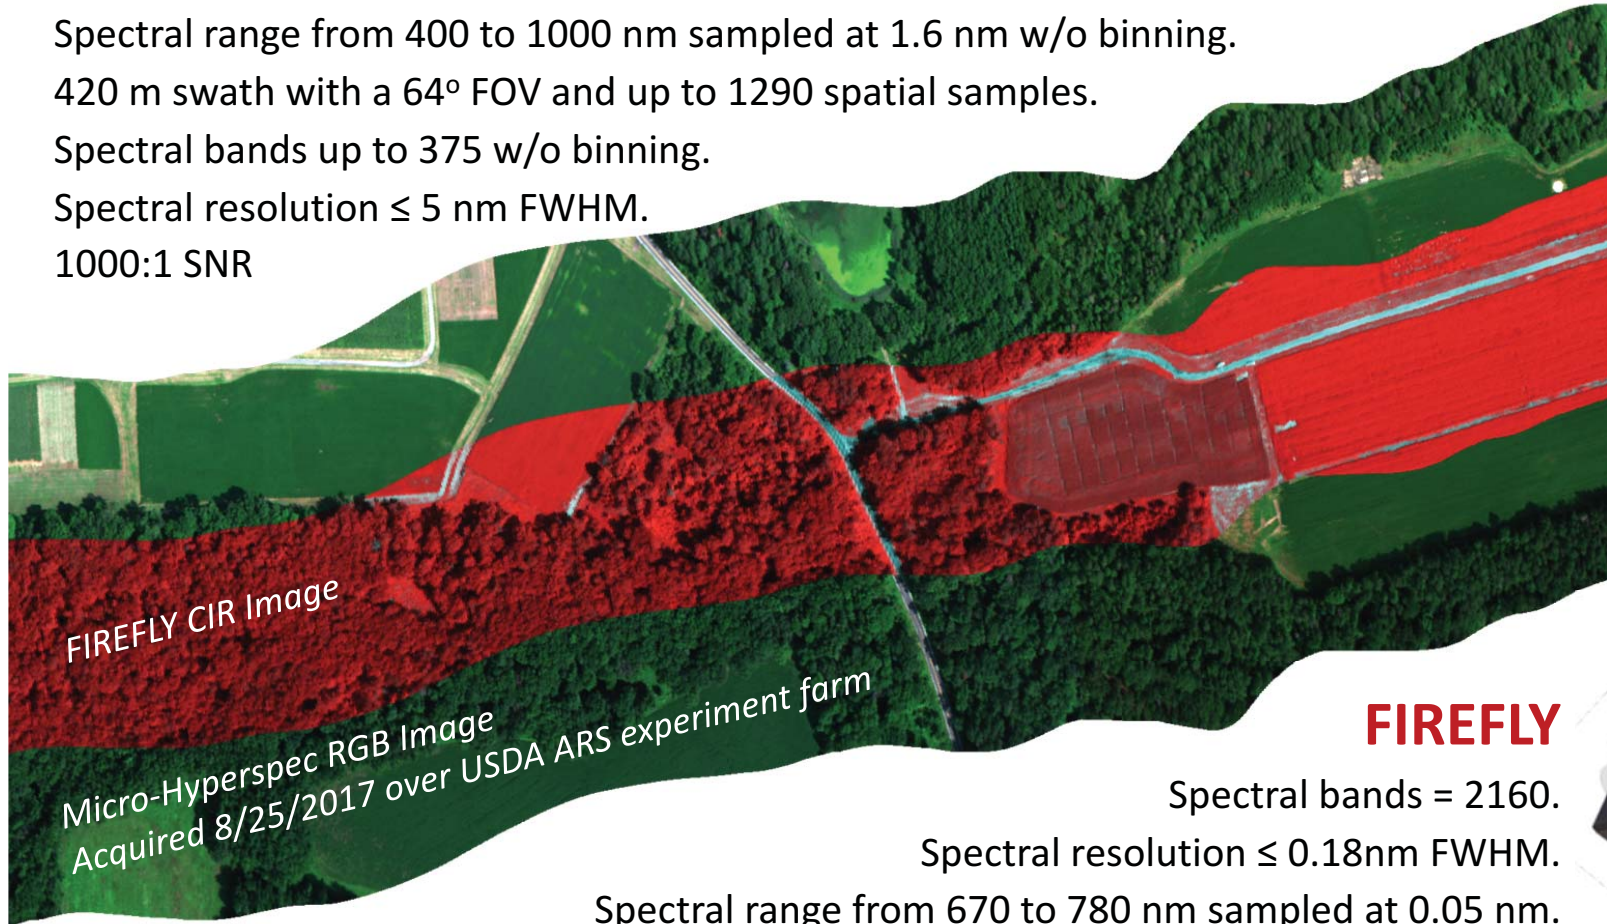 Spectral range from 400 to 1000 nm sampled at 1.6 nm w/o binning.
420 m swath with a 64º FOV and up to 1290 spatial samples.
Spectral bands up to 375 w/o binning.
Spectral resolution ≤ 5 nm FWHM.
1000:1 SNR
FIREFLY CIR Image
Micro-Hyperspec RGB Image
Acquired 8/25/2017 over USDA ARS experiment farm
FIREFLY
Spectral bands = 2160.
Spectral resolution ≤ 0.18nm FWHM.
Spectral range from 670 to 780 nm sampled at 0.05 nm.